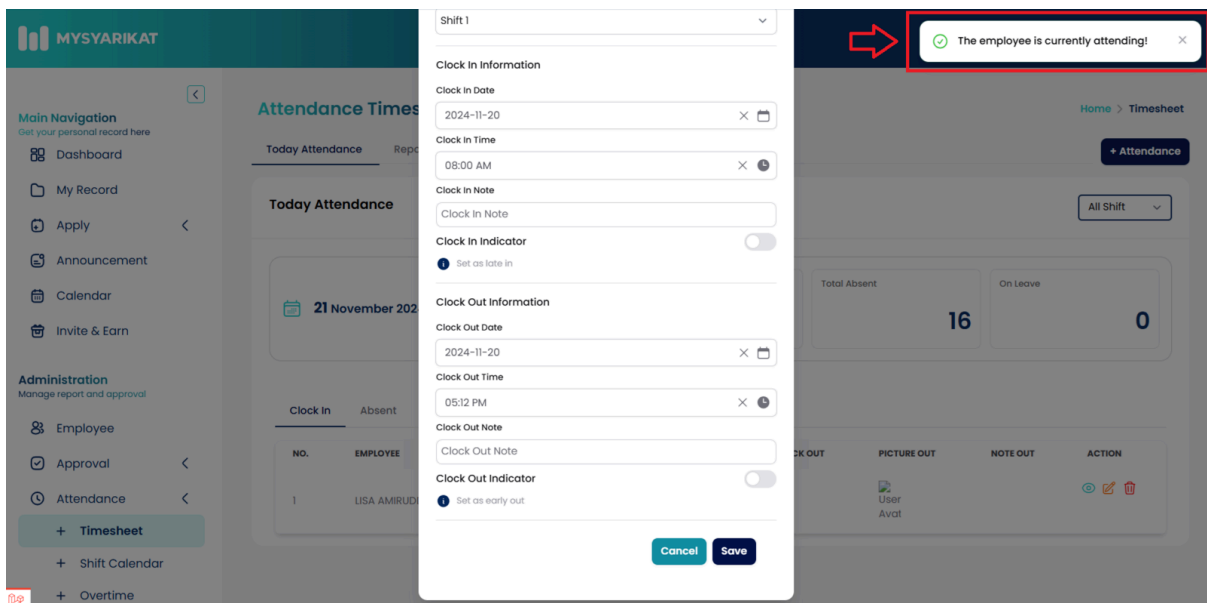 MYSYARIKAT
Shift 1
The employee is currently attending!
Main Navigation
Get your personal record here
Dashboard
My Record
Apply
Announcement
Calendar
Invite & Earn
Administration
Manage report and approval
Employee
Approval
Attendance
+ Timesheet
+ Shift Calendar
+ Overtime
Attendance Times
Home > Timesheet
Today Attendance
Repo
+ Attendance
Today Attendance
All Shift
21 November 202
Total Absent
16
On Leave
0
Clock In
Absent
NO.
EMPLOYEE
CK OUT
PICTURE OUT
NOTE OUT
ACTION
1
LISA AMIRUDI
User
Avat
Clock In Information
Clock In Date
2024-11-20
Clock In Time
08:00 AM
Clock In Note
Clock In Note
Clock In Indicator
Set as late in
Clock Out Information
Clock Out Date
2024-11-20
Clock Out Time
05:12 PM
Clock Out Note
Clock Out Note
Clock Out Indicator
Set as early out
Cancel
Save